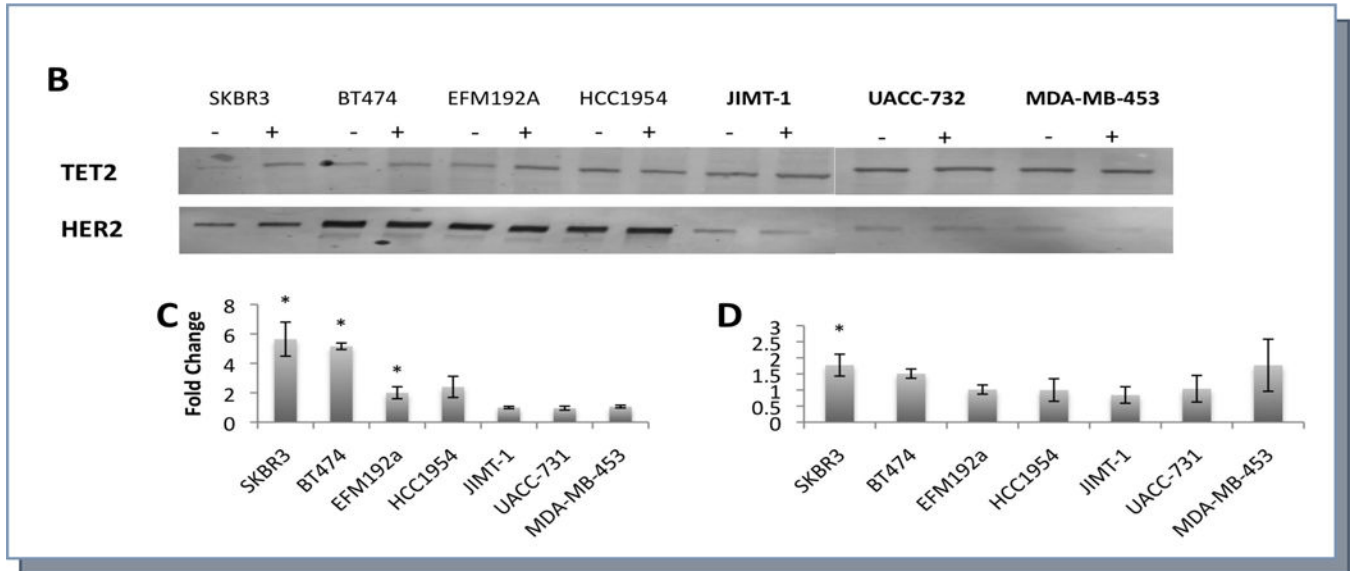 B
SKBR3 BT474 EFM192A HCC1954 JIMT-1 UACC-732 MDA-MB-453
- + - + - + - + - + - + - +
TET2
HER2
C
Fold Change
8
6
4
2
0
* * *
SKBR3 BT474 EFM192a HCC1954 JIMT-1 UACC-731 MDA-MB-453
D
3
2.5
2
1.5
1
0.5
0
*
SKBR3 BT474 EFM192a HCC1954 JIMT-1 UACC-731 MDA-MB-453